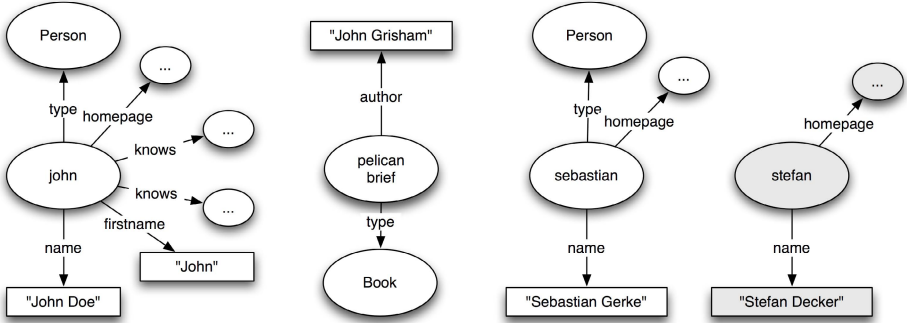 Person
...
type
homepage
...
knows
john
knows
...
firstname
name
"John"
"John Doe"
"John Grisham"
author
pelican
brief
type
Book
Person
...
type
homepage
sebastian
name
"Sebastian Gerke"
...
homepage
stefan
name
"Stefan Decker"